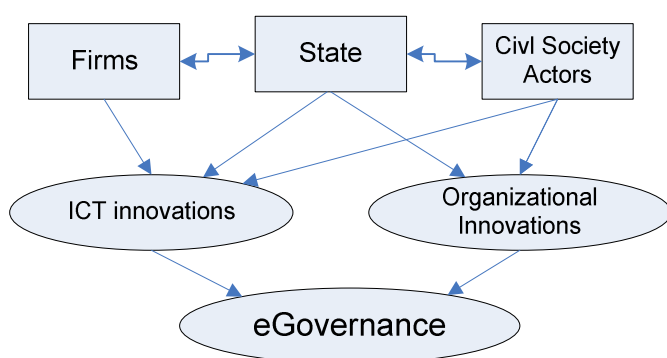 Firms
State
Civl Society
Actors
ICT innovations
Organizational
Innovations
eGovernance